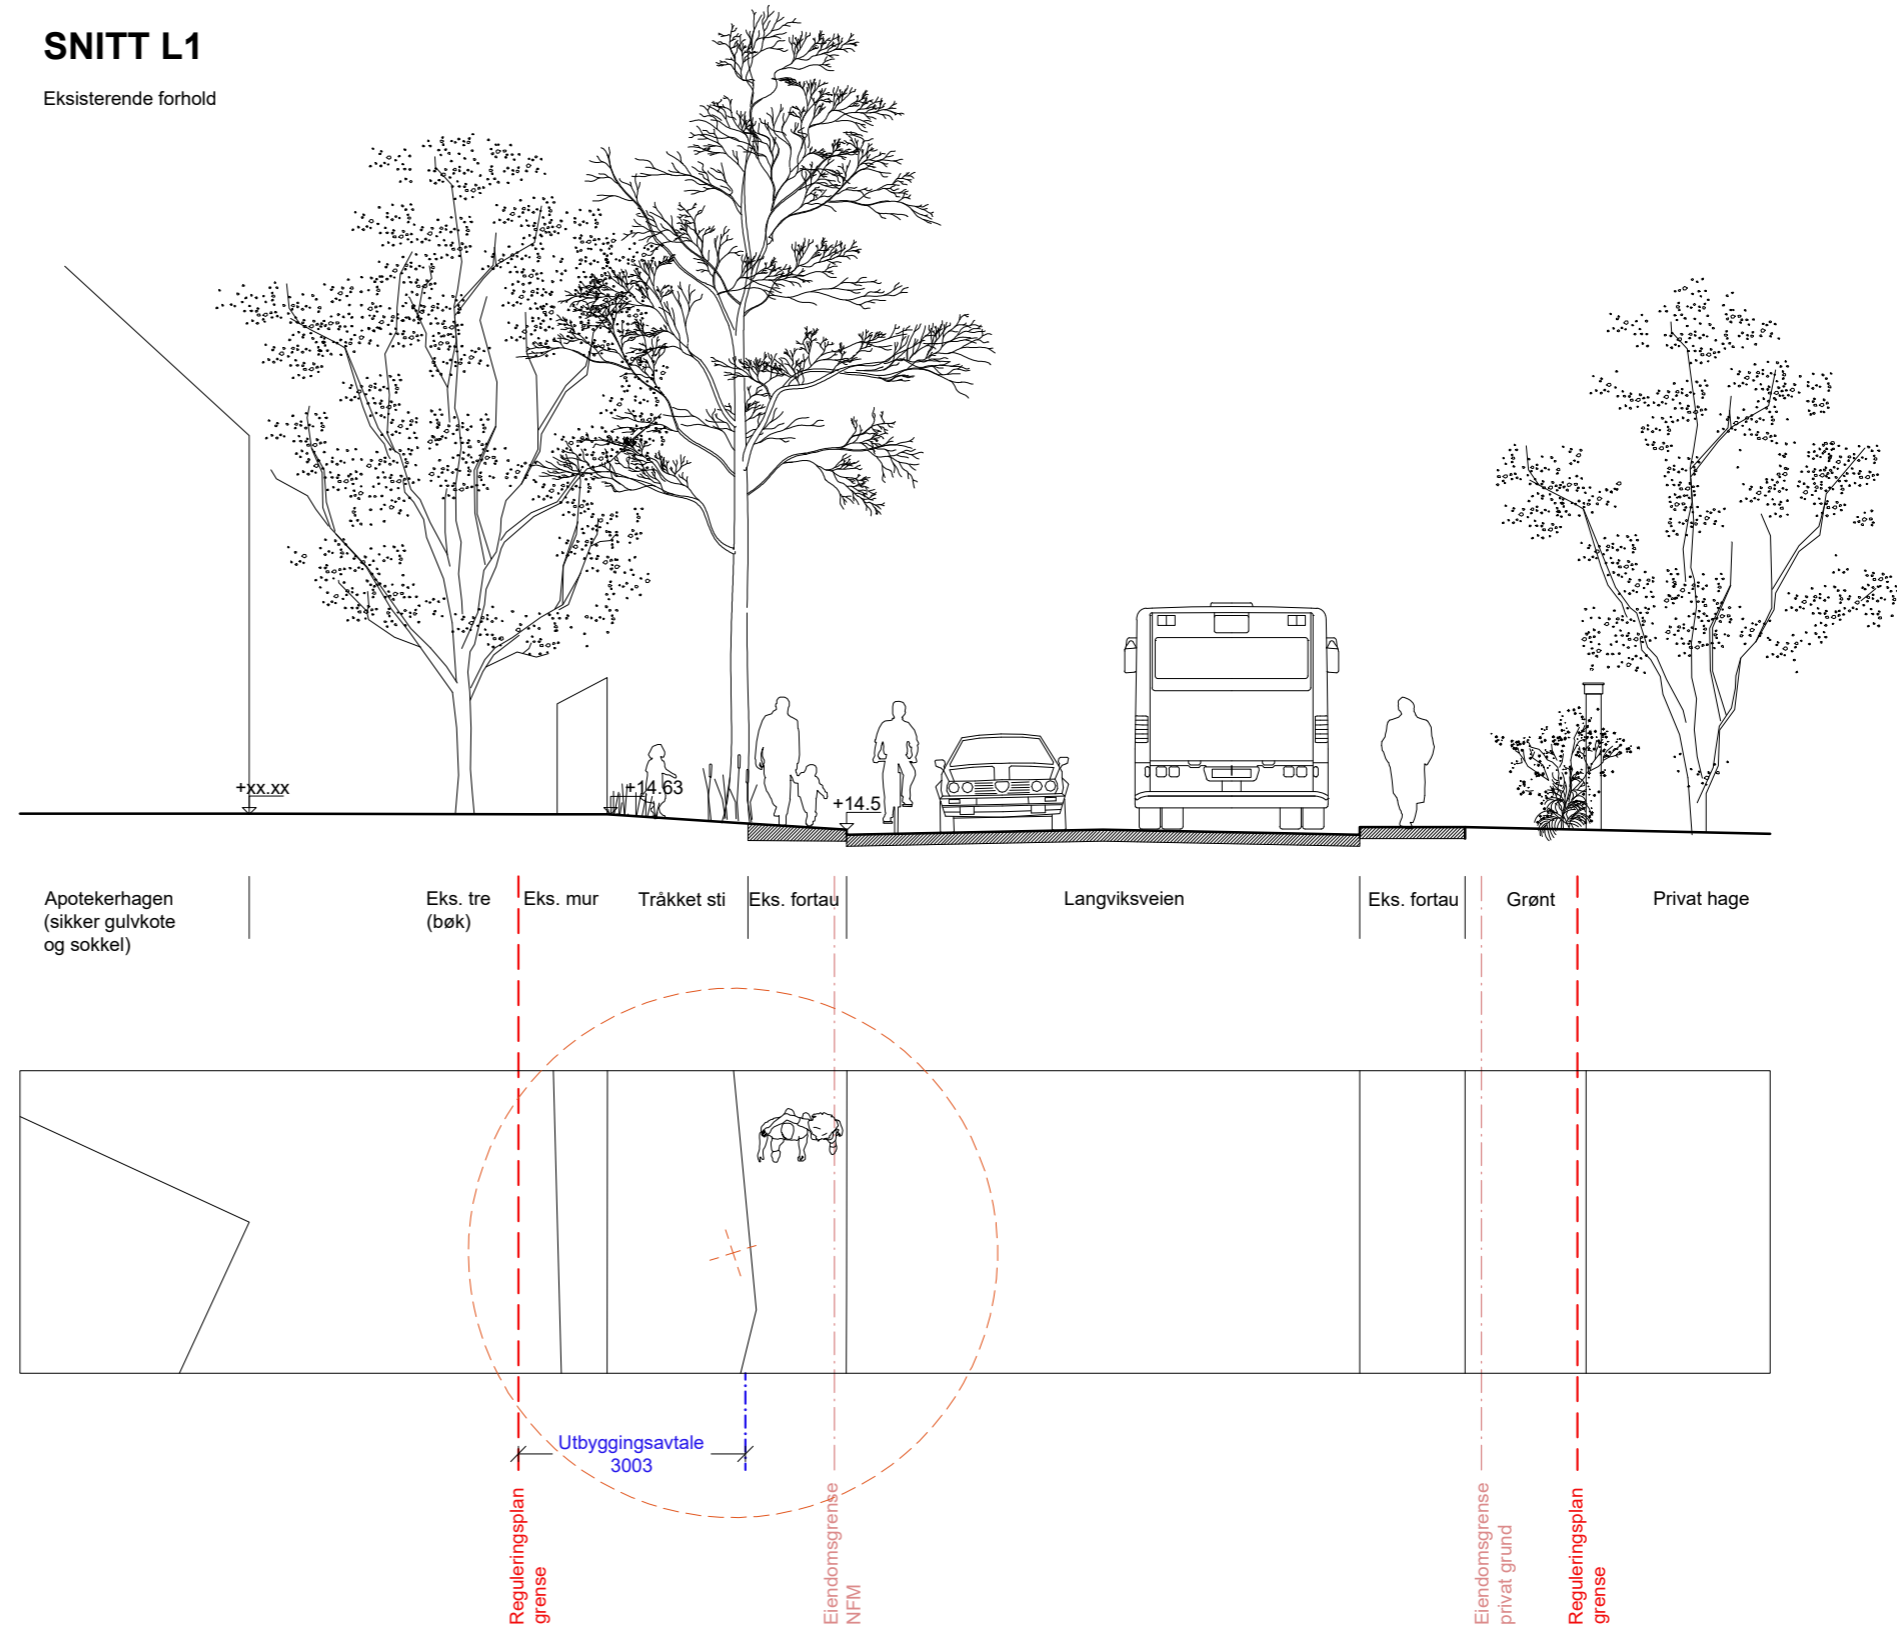 SNITT L1
Eksisterende forhold
+xx.xx
+14.63
+14.5
Apotekerhagen
(sikker gulvkote
og sokkel)
Eks. tre
(bøk)
Eks. mur
Tråkket sti
Eks. fortau
Langviksveien
Eks. fortau
Grønt
Privat hage
Utbyggingsavtale
3003
Reguleringsplan
grense
Eiendomsgrense
NFM
Eiendomsgrense
privat grund
Reguleringsplan
grense